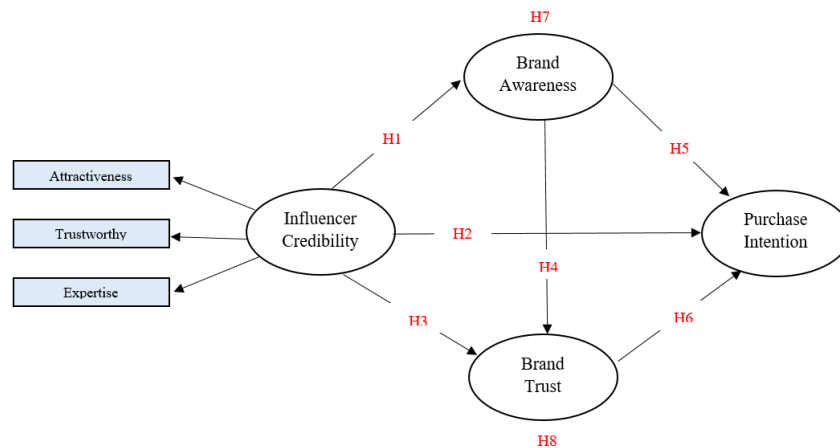 H7
Brand
Awareness
H1
H5
Attractiveness
Trustworthy
Expertise
Influencer
Credibility
H2
Purchase
Intention
H4
H3
H6
Brand
Trust
H8